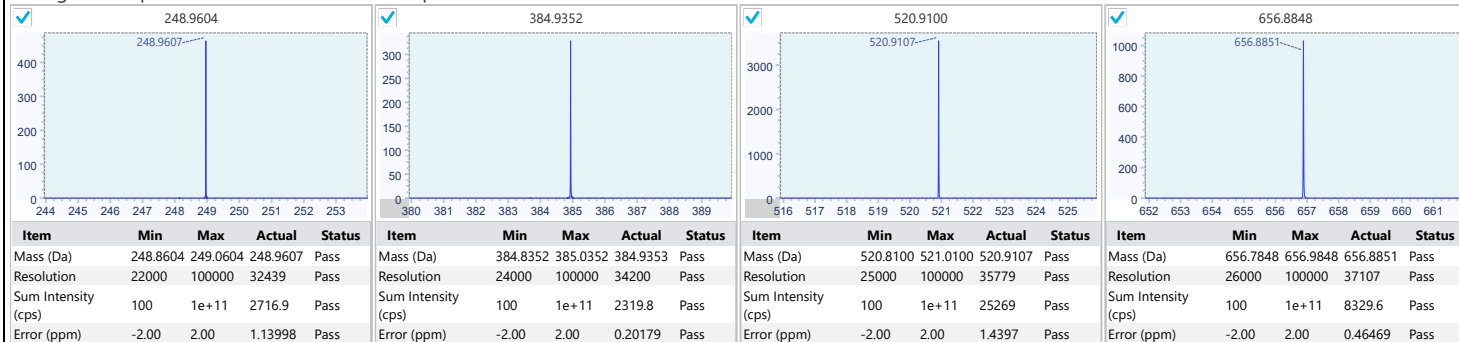 248.9604
384.9352
520.9100
656.8848
248.9607
520.9107
656.8851
400
300
200
100
0
300
250
200
150
100
50
0
3000
2000
1000
0
1000
800
600
400
200
0
244 245 246 247 248 249 250 251 252 253
380 381 382 383 384 385 386 387 388 389
516 517 518 519 520 521 522 523 524 525
652 653 654 655 656 657 658 659 660 661
Item Min Max Actual Status
Mass (Da) 248.8604 249.0604 248.9607 Pass
Resolution 22000 100000 32439 Pass
Sum Intensity
(cps) 100 1e+11 2716.9 Pass
Error (ppm) -2.00 2.00 1.13998 Pass
Item Min Max Actual Status
Mass (Da) 384.8352 385.0352 384.9353 Pass
Resolution 24000 100000 34200 Pass
Sum Intensity
(cps) 100 1e+11 2319.8 Pass
Error (ppm) -2.00 2.00 0.20179 Pass
Item Min Max Actual Status
Mass (Da) 520.8100 521.0100 520.9107 Pass
Resolution 25000 100000 35779 Pass
Sum Intensity
(cps) 100 1e+11 25269 Pass
Error (ppm) -2.00 2.00 1.4397 Pass
Item Min Max Actual Status
Mass (Da) 656.7848 656.9848 656.8851 Pass
Resolution 26000 100000 37107 Pass
Sum Intensity
(cps) 100 1e+11 8329.6 Pass
Error (ppm) -2.00 2.00 0.46469 Pass